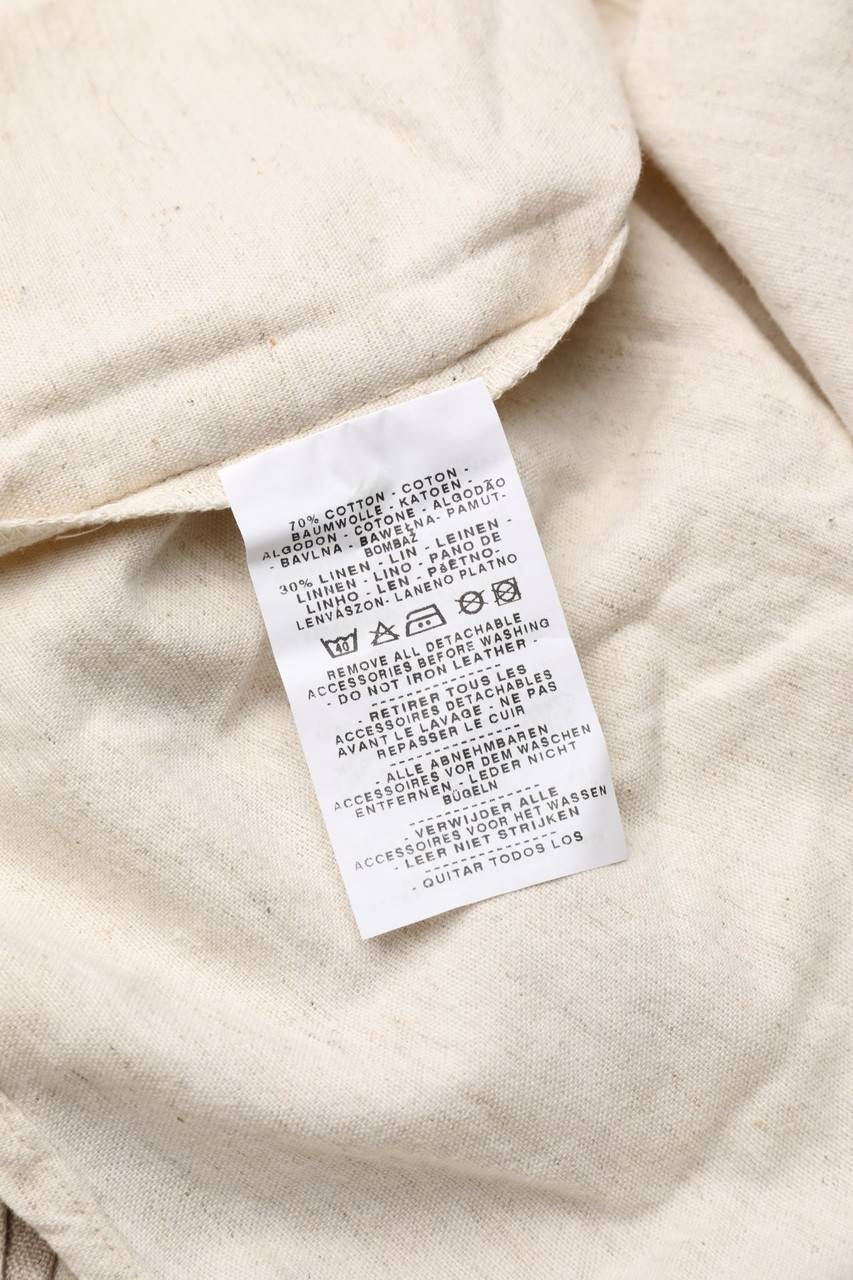 70% COTTON - COTON -
BAUMWOLLE - KATOEN -
ALGODON - COTONE - ALGODÃO
- BAVLNA - BAWEŁNA- PAMUT-
BOMBAŽ
30% LINEN - LIN - LEINEN -
LINNEN - LINO - PANO DE
LINHO - LEN - PŁETNO-
LENVÁSZON- LANENO PLATNO
40
REMOVE ALL DETACHABLE
ACCESSORIES BEFORE WASHING
- DO NOT IRON LEATHER -
--------------------
- RETIRER TOUS LES
ACCESSOIRES DETACHABLES
AVANT LE LAVAGE - NE PAS
REPASSER LE CUIR
--------------------
- ALLE ABNEHMBAREN
ACCESSOIRES VOR DEM WASCHEN
ENTFERNEN - LEDER NICHT
BÜGELN
--------------------
- VERWIJDER ALLE
ACCESSOIRES VOOR HET WASSEN
- LEER NIET STRIJKEN
--------------------
- QUITAR TODOS LOS